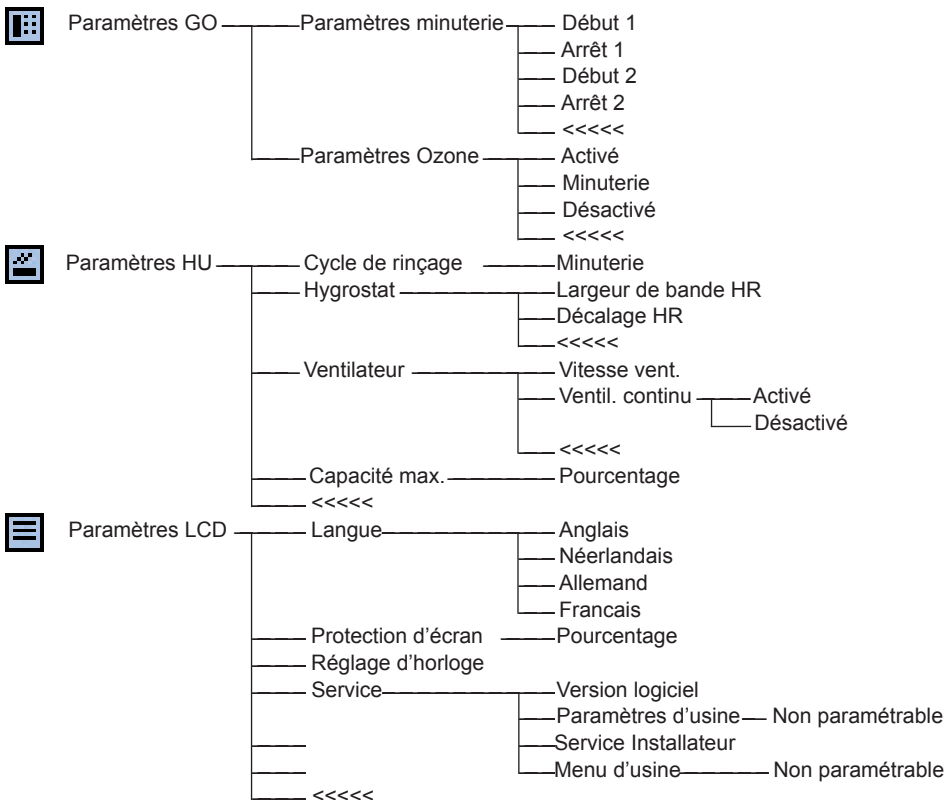 Paramètres GO Paramètres minuterie Début 1
Arrêt 1
Début 2
Arrêt 2
<<<<<
Paramètres Ozone Activé
Minuterie
Désactivé
<<<<<
Paramètres HU Cycle de rinçage Minuterie
Hygrostat Largeur de bande HR
Décalage HR
<<<<<
Ventilateur Vitesse vent.
Ventil. continu Activé
Désactivé
<<<<<
Capacité max. Pourcentage
<<<<<
Paramètres LCD Langue Anglais
Néerlandais
Allemand
Francais
Protection d’écran Pourcentage
Réglage d’horloge
Service Version logiciel
Paramètres d’usine Non paramétrable
Service Installateur
Menu d’usine Non paramétrable
<<<<<